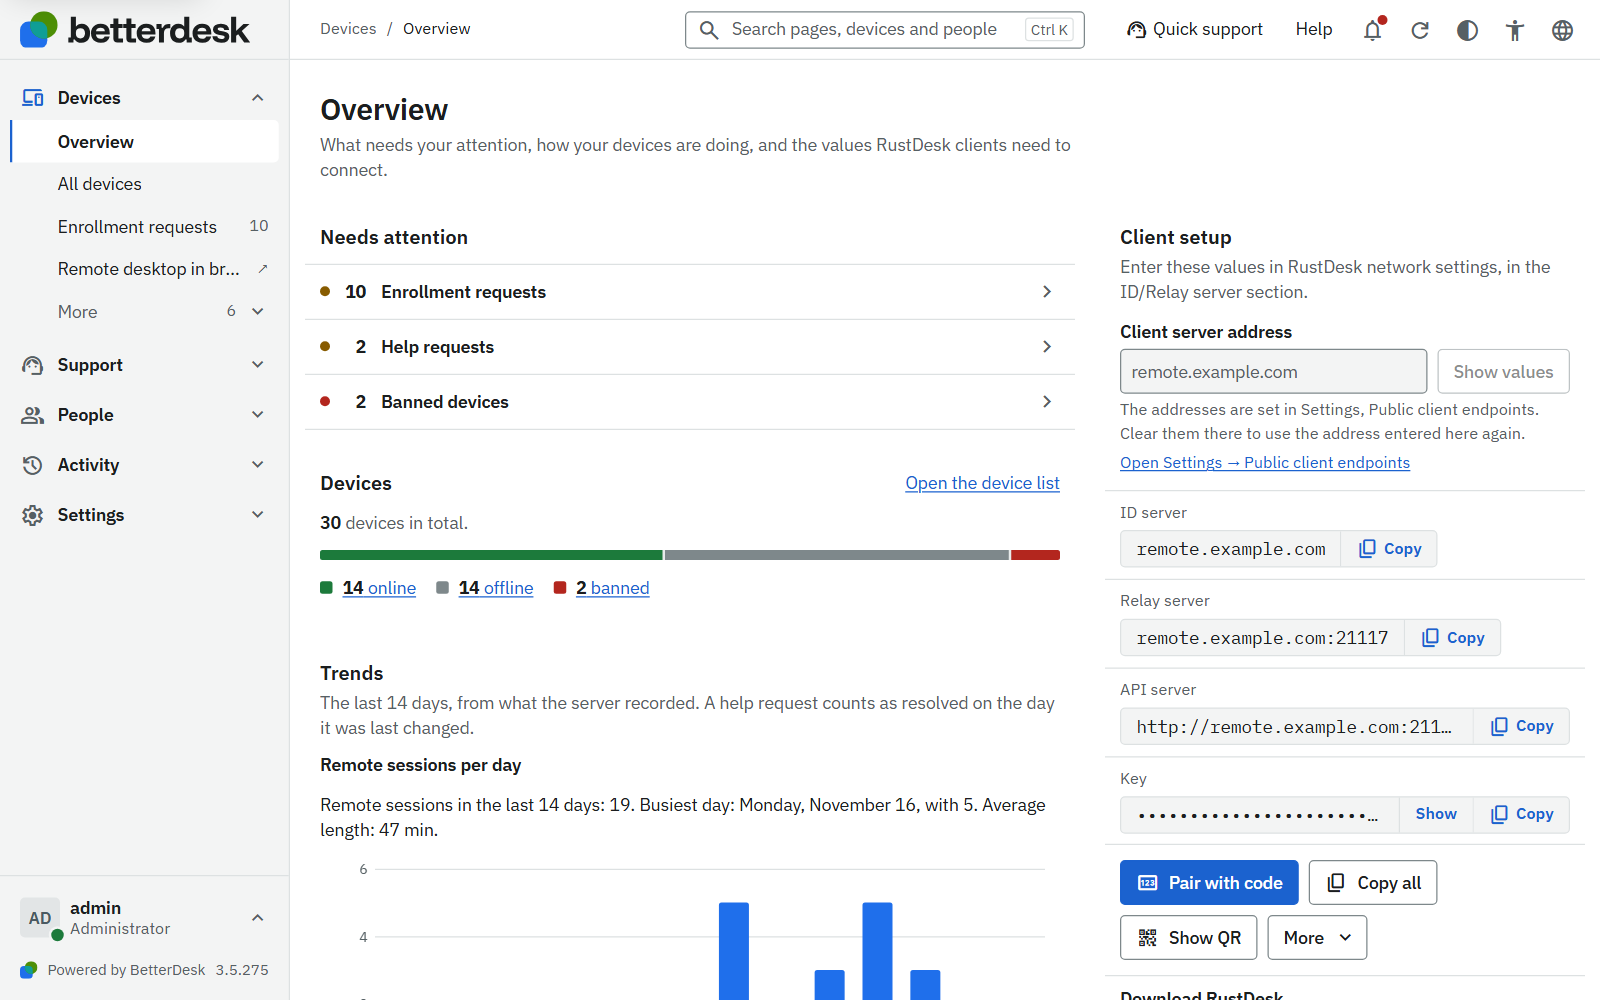 betterdesk
Devices / Overview
Search pages, devices and people Ctrl K
Quick support
Help
Devices
Overview
All devices
Enrollment requests 10
Remote desktop in br... ↗
More 6
Support
People
Activity
Settings
AD
admin
Administrator
Powered by BetterDesk 3.5.275
Overview
What needs your attention, how your devices are doing, and the values RustDesk clients need to
connect.
Needs attention
10 Enrollment requests
2 Help requests
2 Banned devices
Devices
Open the device list
30 devices in total.
14 online 14 offline 2 banned
Trends
The last 14 days, from what the server recorded. A help request counts as resolved on the day
it was last changed.
Remote sessions per day
Remote sessions in the last 14 days: 19. Busiest day: Monday, November 16, with 5. Average
length: 47 min.
6
4
Client setup
Enter these values in RustDesk network settings, in the
ID/Relay server section.
Client server address
remote.example.com Show values
The addresses are set in Settings, Public client endpoints.
Clear them there to use the address entered here again.
Open Settings → Public client endpoints
ID server
remote.example.com Copy
Relay server
remote.example.com:21117 Copy
API server
http://remote.example.com:211… Copy
Key
••••••••••••••••••••••… Show Copy
Pair with code
Copy all
Show QR
More
Download RustDesk